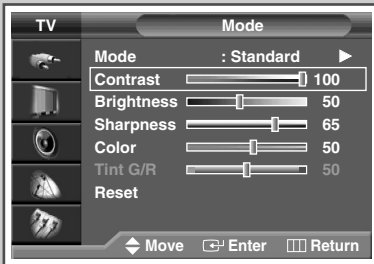 TV Mode
Mode : Standard
Contrast 100
Brightness 50
Sharpness 65
Color 50
Tint G/R 50
Reset
Move Enter Return